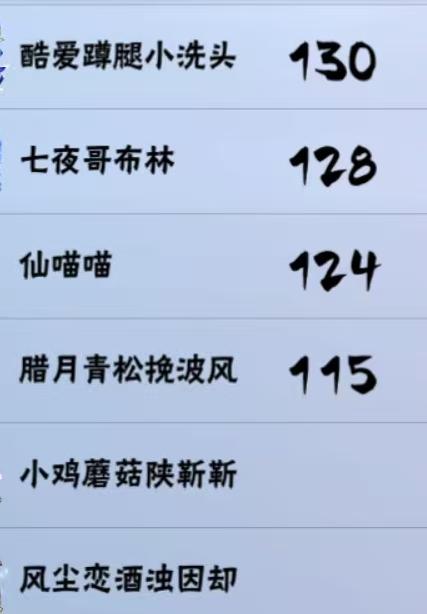 酷爱蹲腿小洗头 130
七夜哥布林 128
仙喵喵 124
腊月青松挽波风 115
小鸡蘑菇陕靳靳
风尘恋酒浊因却